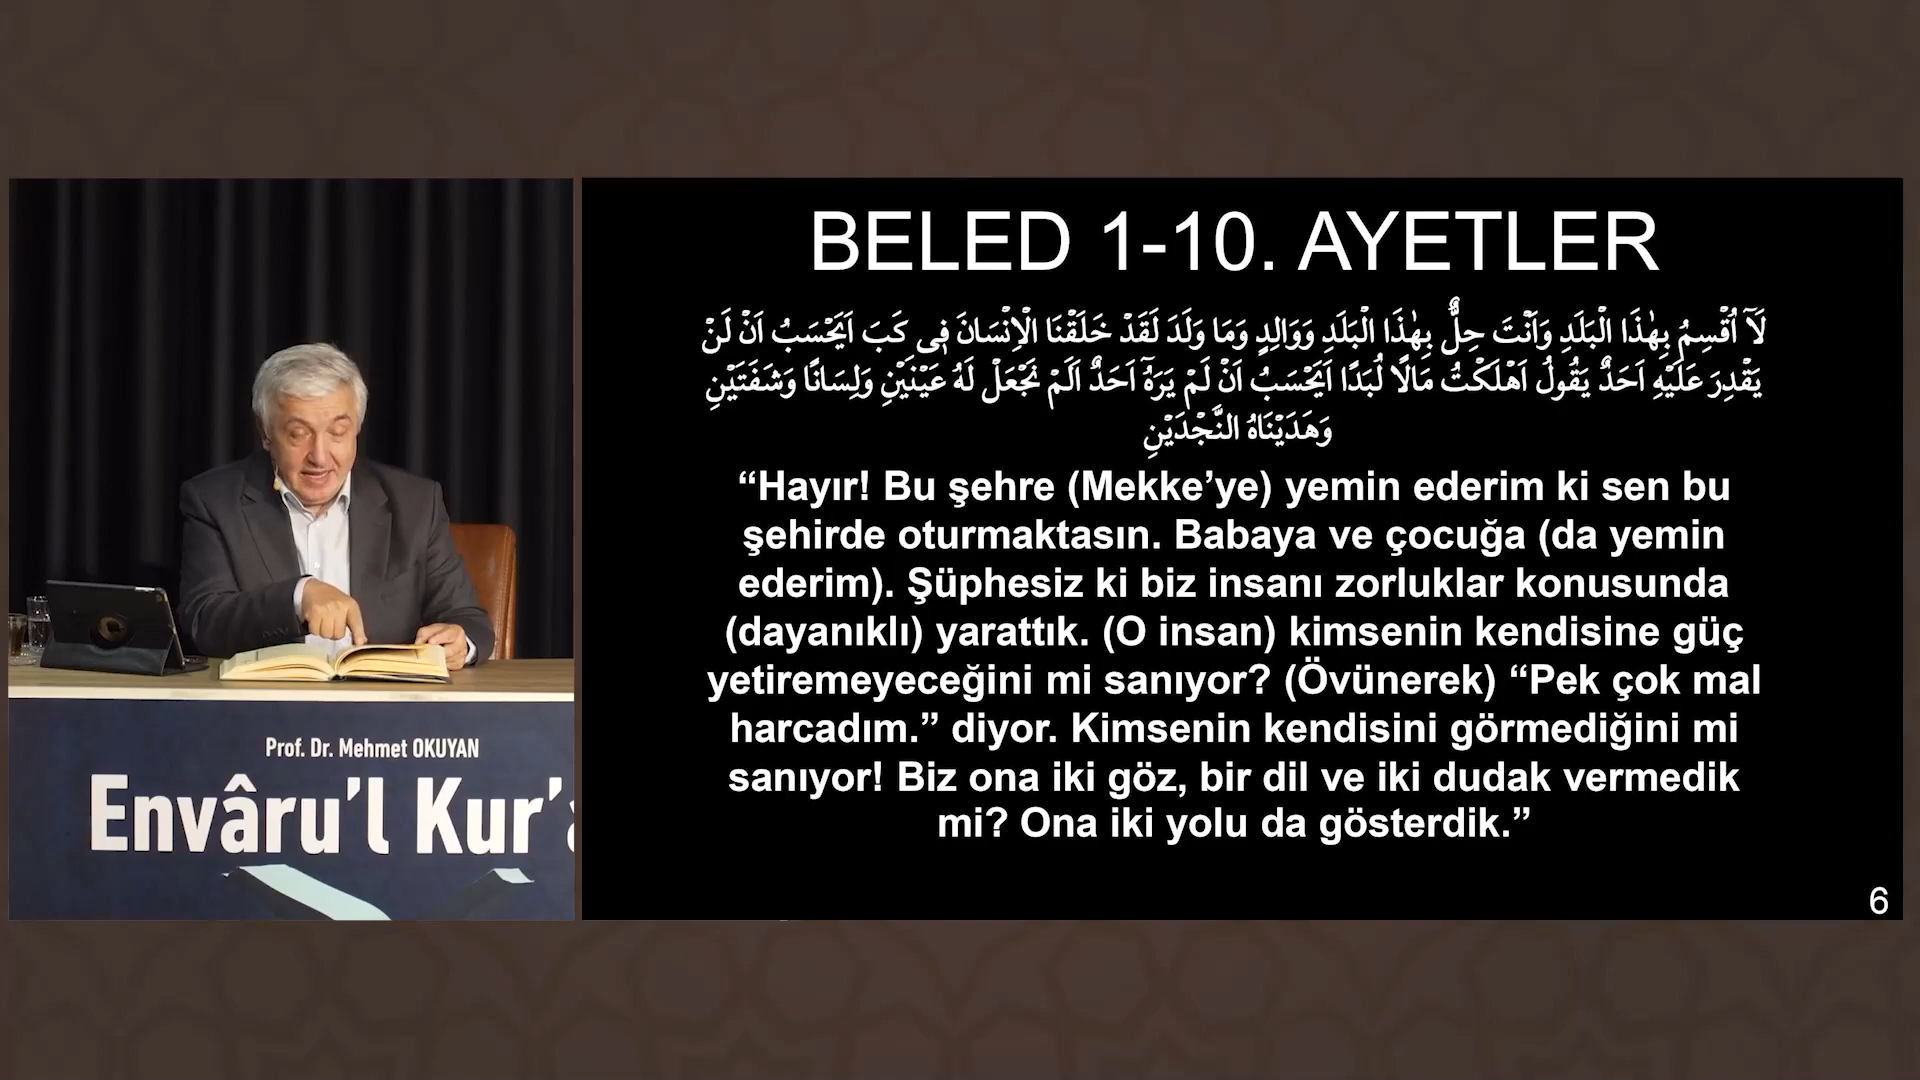 Prof. Dr. Mehmet OKUYAN
Envâru'l Kur'a
BELED 1-10. AYETLER
لَٓا اُقْسِمُ بِهٰذَا الْبَلَدِ وَاَنْتَ حِلٌّ بِهٰذَا الْبَلَدِ وَوَالِدٍ وَمَا وَلَدَ لَقَدْ خَلَقْنَا الْاِنْسَانَ فٖى كَبَدٍ اَيَحْسَبُ اَنْ لَنْ
يَقْدِرَ عَلَيْهِ اَحَدٌ يَقُولُ اَهْلَكْتُ مَالًا لُبَدًا اَيَحْسَبُ اَنْ لَمْ يَرَهُٓ اَحَدٌ اَلَمْ نَجْعَلْ لَهُ عَيْنَيْنِ وَلِسَانًا وَشَفَتَيْنِ
وَهَدَيْنَاهُ النَّجْدَيْنِ
“Hayır! Bu şehre (Mekke’ye) yemin ederim ki sen bu
şehirde oturmaktasın. Babaya ve çocuğa (da yemin
ederim). Şüphesiz ki biz insanı zorluklar konusunda
(dayanıklı) yarattık. (O insan) kimsenin kendisine güç
yetiremeyeceğini mi sanıyor? (Övünerek) “Pek çok mal
harcadım.” diyor. Kimsenin kendisini görmediğini mi
sanıyor! Biz ona iki göz, bir dil ve iki dudak vermedik
mi? Ona iki yolu da gösterdik.”
6